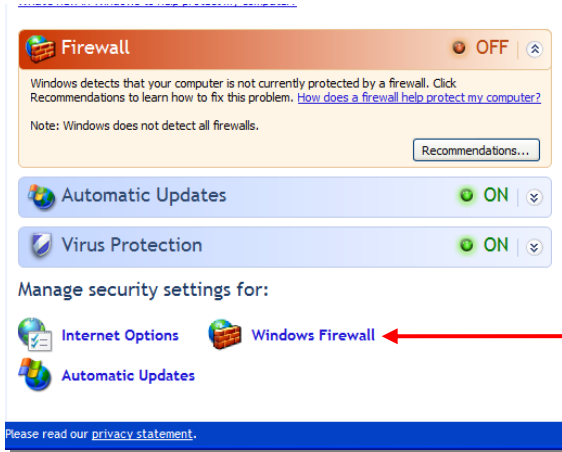 Firewall
OFF
Windows detects that your computer is not currently protected by a firewall. Click
Recommendations to learn how to fix this problem. How does a firewall help protect my computer?
Note: Windows does not detect all firewalls.
Recommendations...
Automatic Updates
ON
Virus Protection
ON
Manage security settings for:
Internet Options
Windows Firewall
Automatic Updates
Please read our privacy statement.